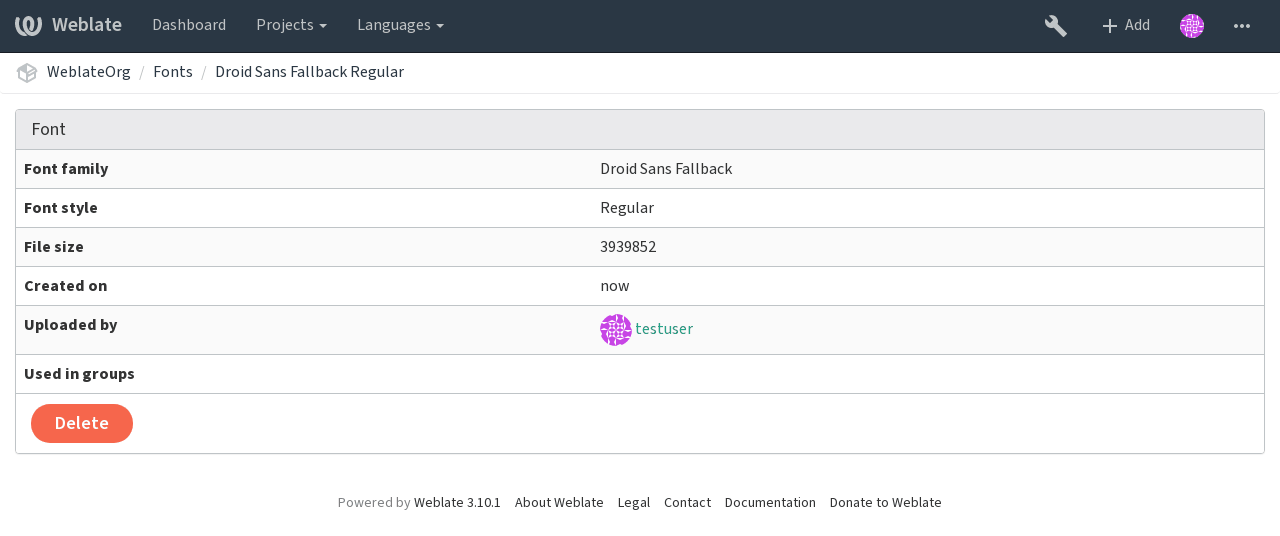 Weblate Dashboard Projects Languages Add
WeblateOrg / Fonts / Droid Sans Fallback Regular
Font
Font family Droid Sans Fallback
Font style Regular
File size 3939852
Created on now
Uploaded by testuser
Used in groups
Delete
Powered by Weblate 3.10.1 About Weblate Legal Contact Documentation Donate to Weblate